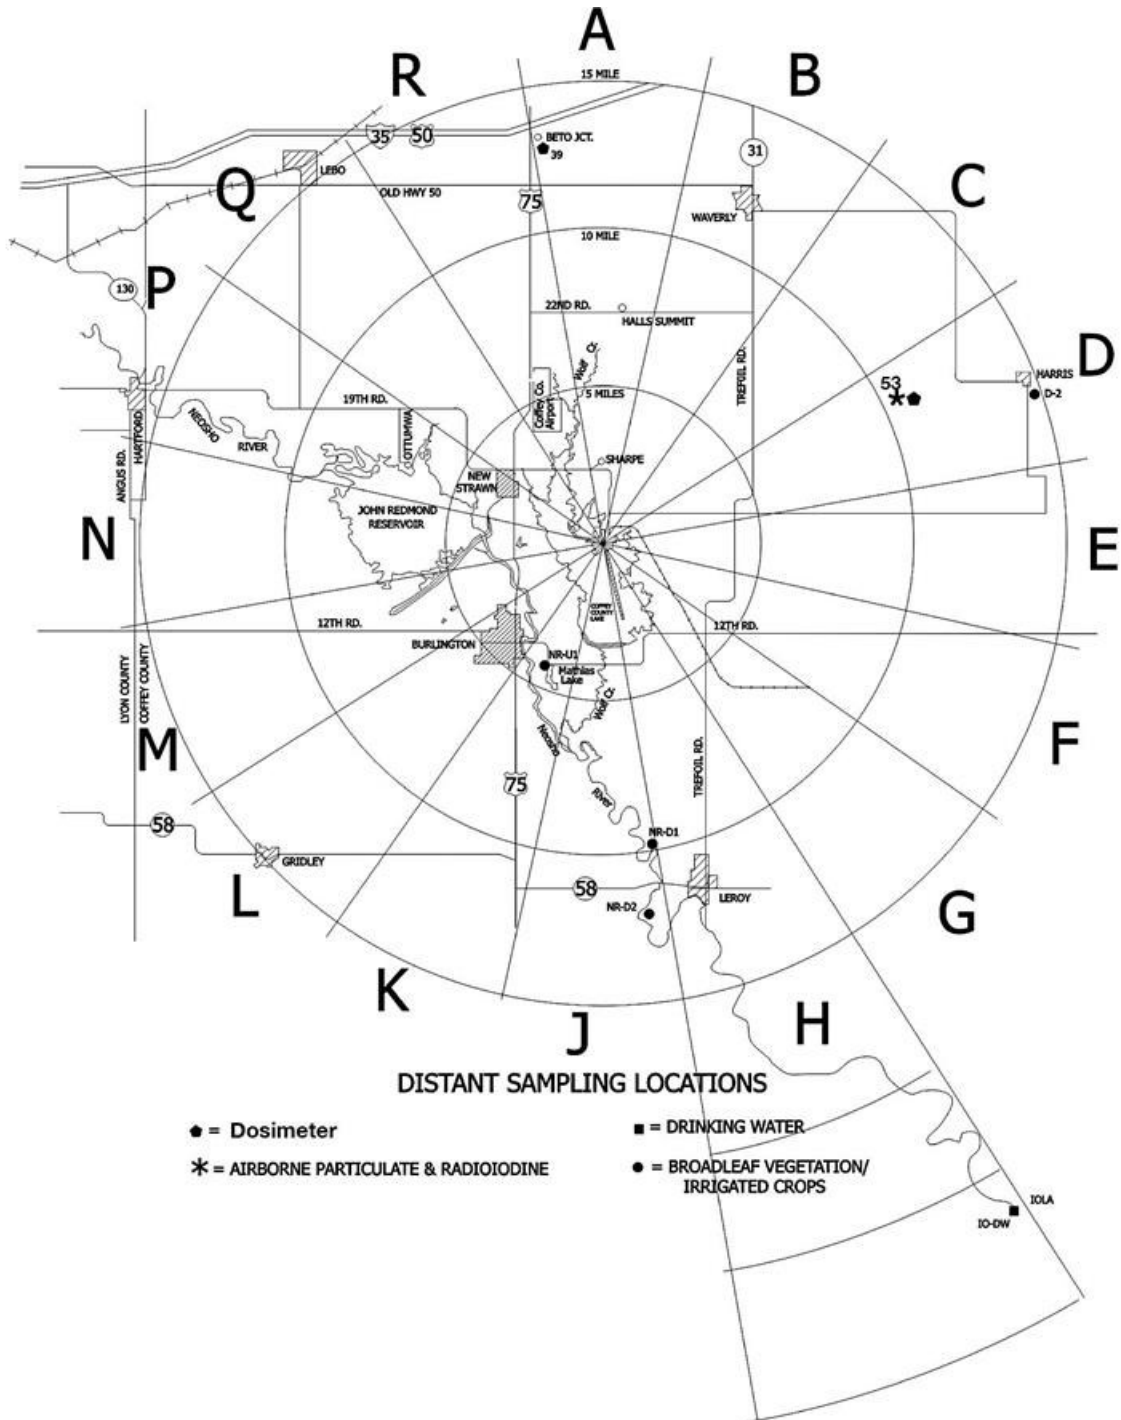 A
R
B
15 MILE
35
50
BETO JCT.
39
31
LEBO
C
Q
OLD HWY 50
75
WAVERLY
10 MILE
P
130
22ND RD.
HALLS SUMMIT
D
TREFOIL RD.
Wolf Cr.
Coffey Co.
Airport
5 MILES
53
HARRIS
D-2
19TH RD.
HARTFORD
NEOSHO
RIVER
OTTUMWA
ANGUS RD.
SHARPE
NEW
STRAWN
JOHN REDMOND
RESERVOIR
N
E
COFFEY
COUNTY
LAKE
12TH RD.
12TH RD.
BURLINGTON
NR-U1
Mathias
Lake
LYON COUNTY
COFFEY COUNTY
Wolf Cr.
Neosho
River
M
F
TREFOIL RD.
75
58
NR-D1
GRIDLEY
58
LEROY
L
NR-D2
G
K
J
H
DISTANT SAMPLING LOCATIONS
= Dosimeter
= DRINKING WATER
= AIRBORNE PARTICULATE & RADIOIODINE
= BROADLEAF VEGETATION/
IRRIGATED CROPS
IOLA
IO-DW